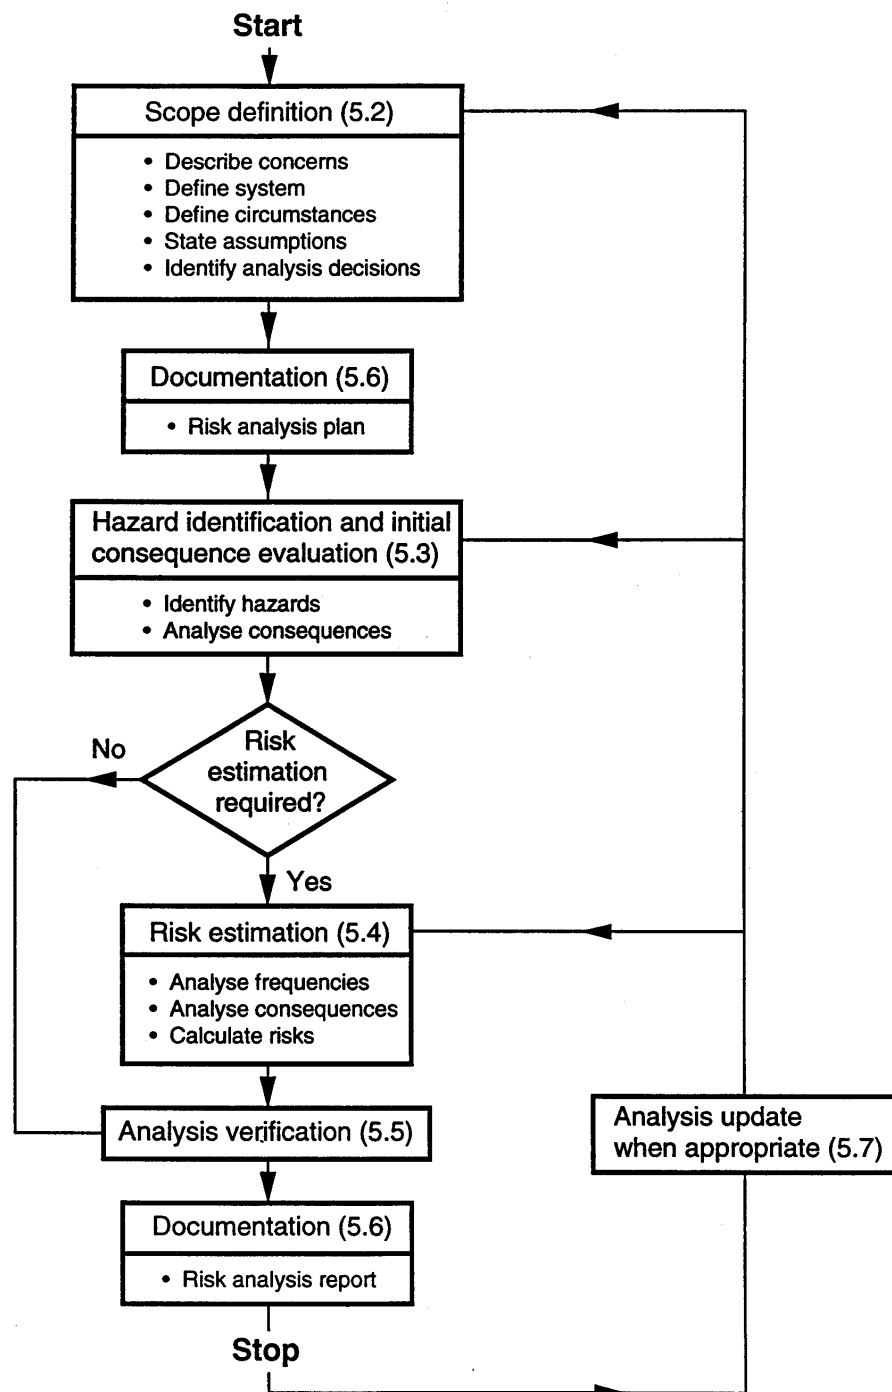 Start
Scope definition (5.2)
• Describe concerns
• Define system
• Define circumstances
• State assumptions
• Identify analysis decisions
Documentation (5.6)
• Risk analysis plan
Hazard identification and initial
consequence evaluation (5.3)
• Identify hazards
• Analyse consequences
No
Risk
estimation
required?
Yes
Risk estimation (5.4)
• Analyse frequencies
• Analyse consequences
• Calculate risks
Analysis verification (5.5)
Analysis update
when appropriate (5.7)
Documentation (5.6)
• Risk analysis report
Stop